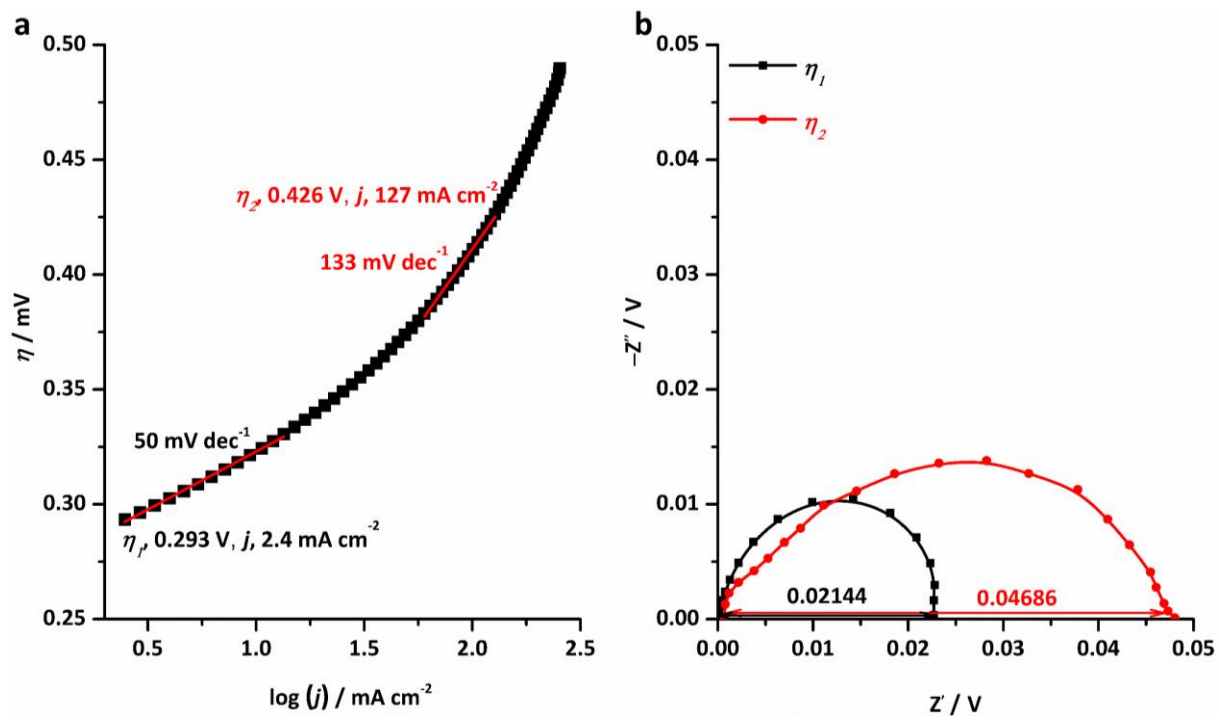 a
0.50
0.45
0.40
0.35
0.30
0.25
η / mV
η2, 0.426 V, j, 127 mA cm-2
133 mV dec-1
50 mV dec-1
η1, 0.293 V, j, 2.4 mA cm-2
0.5
1.0
1.5
2.0
2.5
log (j) / mA cm-2
b
0.05
0.04
0.03
0.02
0.01
0.00
−Z'' / V
η1
η2
0.02144
0.04686
0.00
0.01
0.02
0.03
0.04
0.05
Z' / V